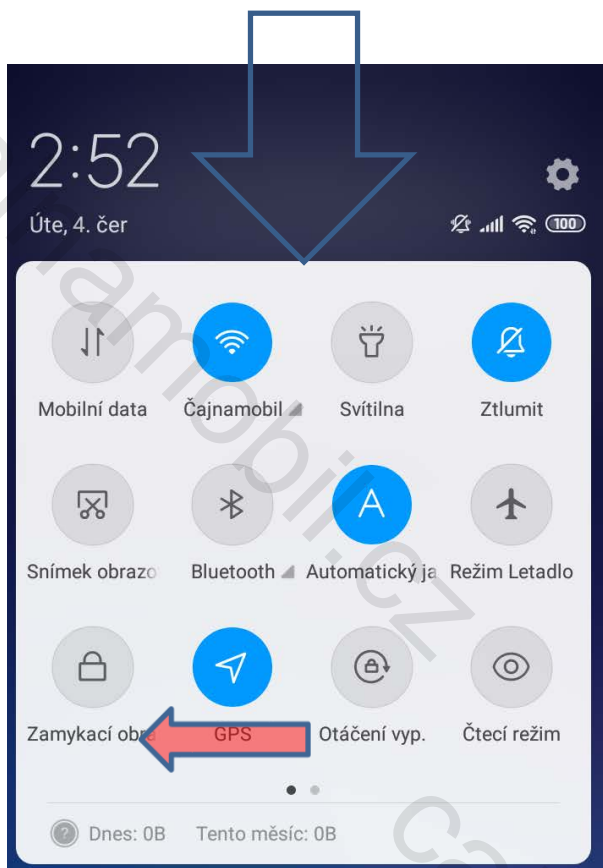 2:52
Úte, 4. čer
100
Mobilní data
Čajnamobil
Svítilna
Ztlumit
A
Snímek obrazo
Bluetooth
Automatický ja
Režim Letadlo
Zamykací obra
GPS
Otáčení vyp.
Čtecí režim
? Dnes: 0B
Tento měsíc: 0B